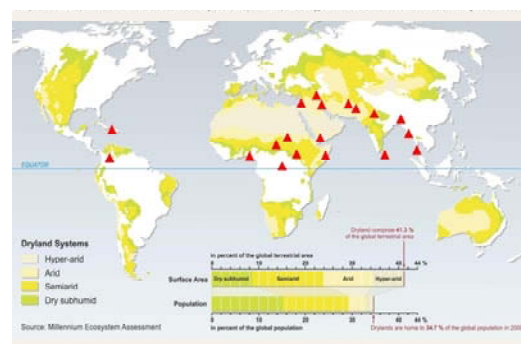 EQUATOR
Dryland comprises 41.3 %
of the global terrestrial area
Dryland Systems
Hyper-arid
Arid
Semiarid
Dry subhumid
In percent of the global terrestrial area
0 10 20 30 40 44 %
Surface Area Dry subhumid Semiarid Arid Hyper-arid
Population
0 10 20 30 40 44 %
In percent of the global population
Drylands are home to 34.7 % of the global population in 200
Source: Millennium Ecosystem Assessment